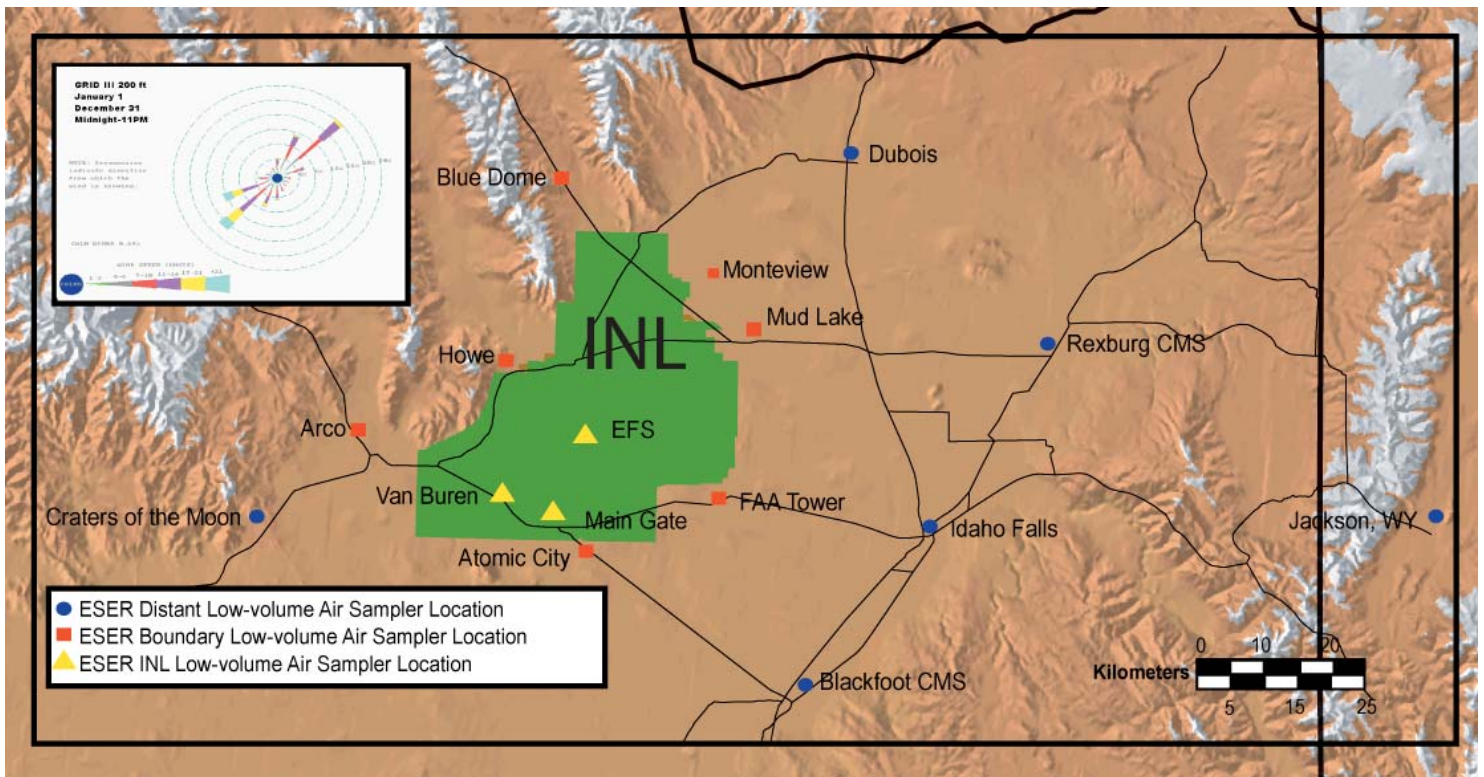 GRID III 200 ft
January 1
December 31
Midnight-11PM
WIND SPEED (KNOTS)
Dubois
Blue Dome
Monteview
Mud Lake
INL
Howe
Rexburg CMS
Arco
EFS
Van Buren
Main Gate
FAA Tower
Craters of the Moon
Idaho Falls
Jackson, WY
Atomic City
ESER Distant Low-volume Air Sampler Location
ESER Boundary Low-volume Air Sampler Location
ESER INL Low-volume Air Sampler Location
Blackfoot CMS
0 10 20
Kilometers
5 15 25